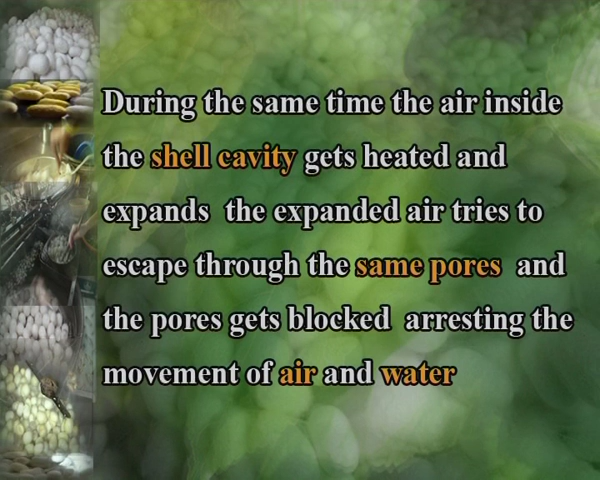 During the same time the air inside
the shell cavity gets heated and
expands the expanded air tries to
escape through the same pores and
the pores gets blocked arresting the
movement of air and water